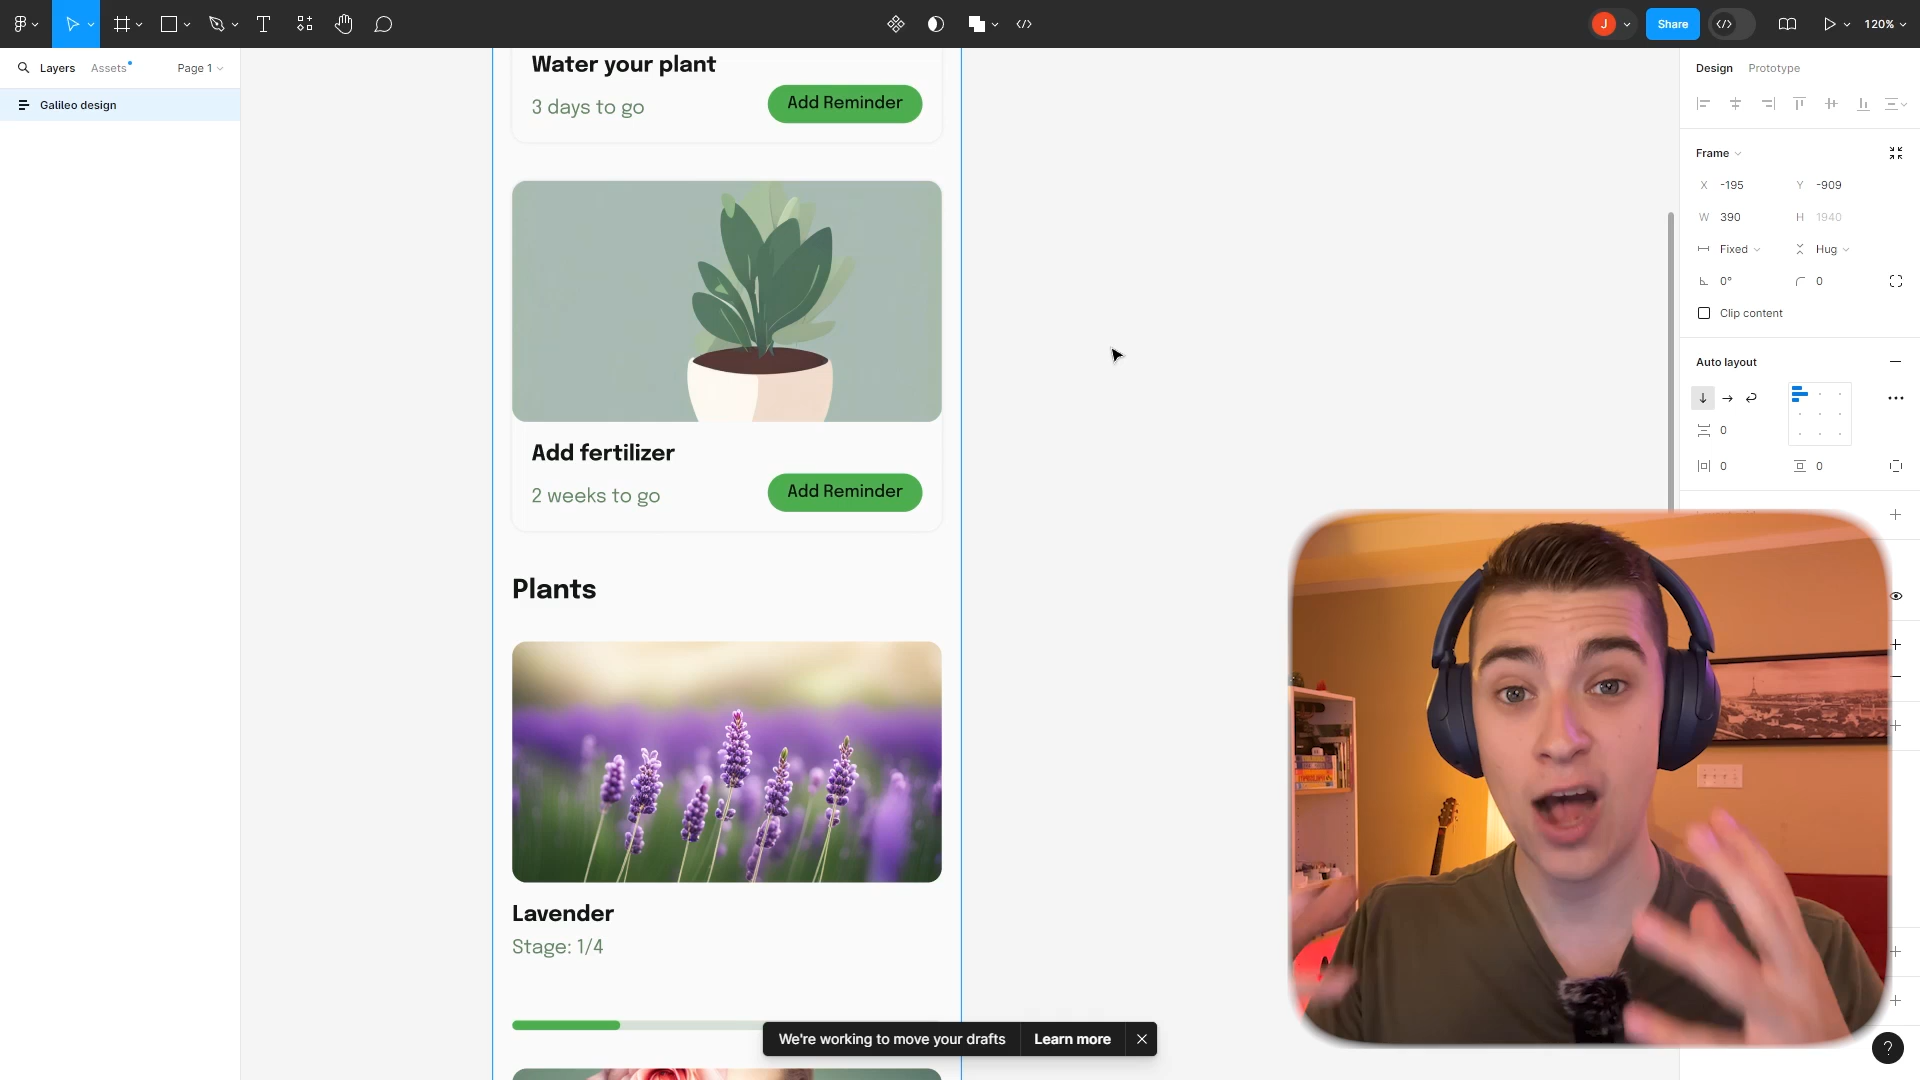 J
Share
120%
Layers
Assets
Page 1
Galileo design
Water your plant
3 days to go
Add Reminder
Add fertilizer
2 weeks to go
Add Reminder
Plants
Lavender
Stage: 1/4
We're working to move your drafts
Learn more
Design
Prototype
Frame
X -195
Y -909
W 390
H 1940
Fixed
Hug
0°
0
Clip content
Auto layout
0
0
0
?